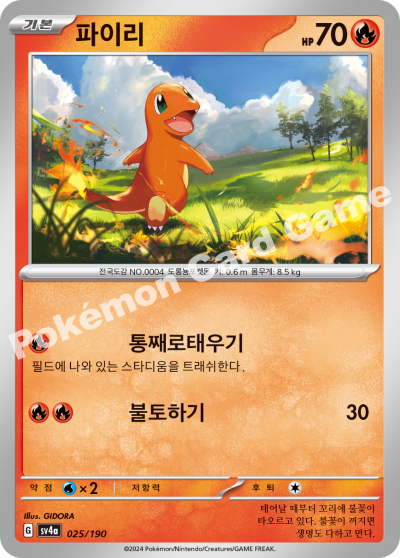 기본 파이리 HP 70
전국도감 NO.0004 도롱뇽포켓몬 키: 0.6 m 몸무게: 8.5 kg
Pokémon Card Game
통째로태우기
필드에 나와 있는 스타디움을 트래쉬한다.
불토하기 30
약점 ×2 저항력 후퇴
Illus. GIDORA
G sv4a 025/190
태어날 때부터 꼬리에 불꽃이
타오르고 있다. 불꽃이 꺼지면
생명도 다하고 만다.
©2024 Pokémon/Nintendo/Creatures/GAME FREAK.